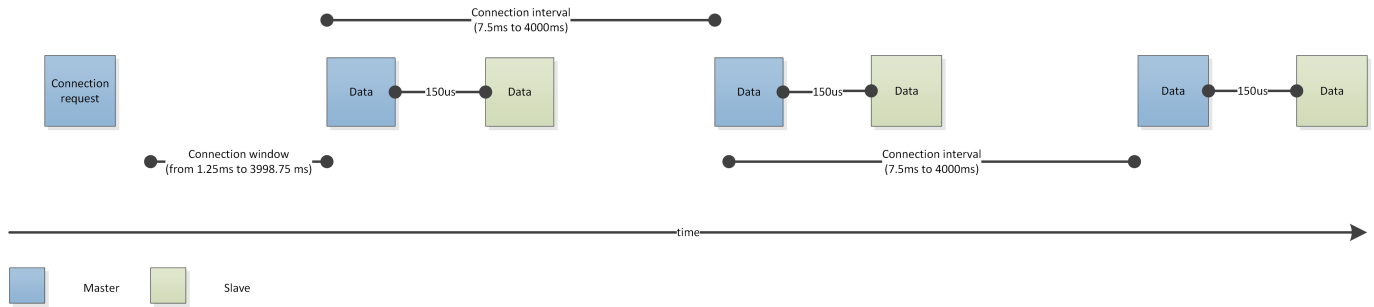 Connection interval
(7.5ms to 4000ms)
Connection
request
Data
150us
Data
Data
150us
Data
Data
150us
Data
Connection window
(from 1.25ms to 3998.75 ms)
Connection interval
(7.5ms to 4000ms)
time
Master
Slave